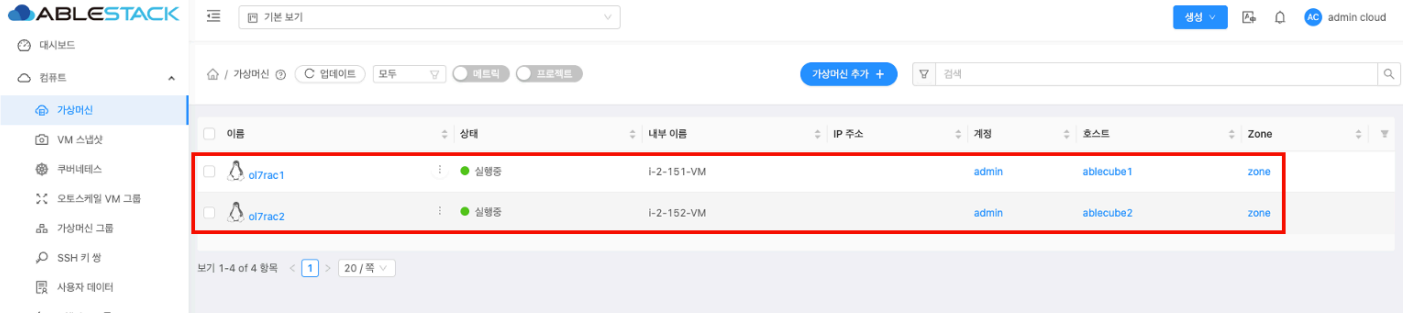 ABLESTACK
기본 보기
생성
AC admin cloud
대시보드
컴퓨트
가상머신
VM 스냅샷
쿠버네티스
오토스케일 VM 그룹
가상머신 그룹
SSH 키 쌍
사용자 데이터
/ 가상머신 업데이트 모두 메트릭 프로젝트 가상머신 추가 + 검색
이름 상태 내부 이름 IP 주소 계정 호스트 Zone
ol7rac1 실행중 i-2-151-VM admin ablecube1 zone
ol7rac2 실행중 i-2-152-VM admin ablecube2 zone
보기 1-4 of 4 항목 < 1 > 20 / 쪽